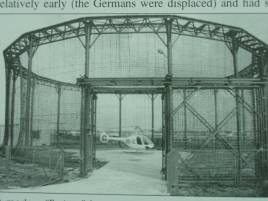 relatively early (the Germans were displaced) and had s